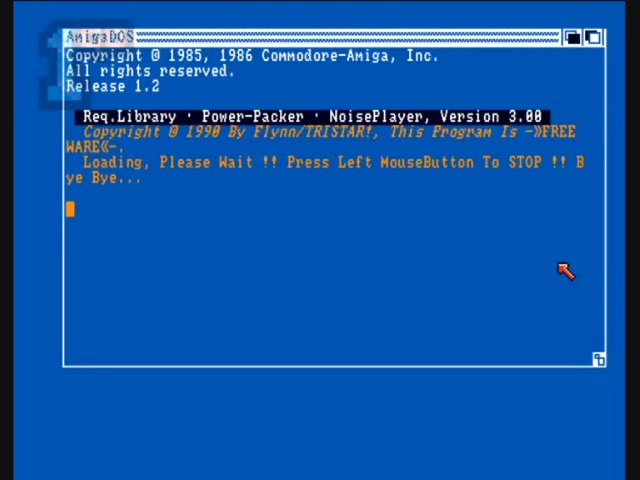 AmigaDOS
Copyright © 1985, 1986 Commodore-Amiga, Inc.
All rights reserved.
Release 1.2
Req.Library · Power-Packer · NoisePlayer, Version 3.00
Copyright © 1990 By Flynn/TRISTAR!, This Program Is -»FREE
WARE«-.
Loading, Please Wait !! Press Left MouseButton To STOP !! B
ye Bye...